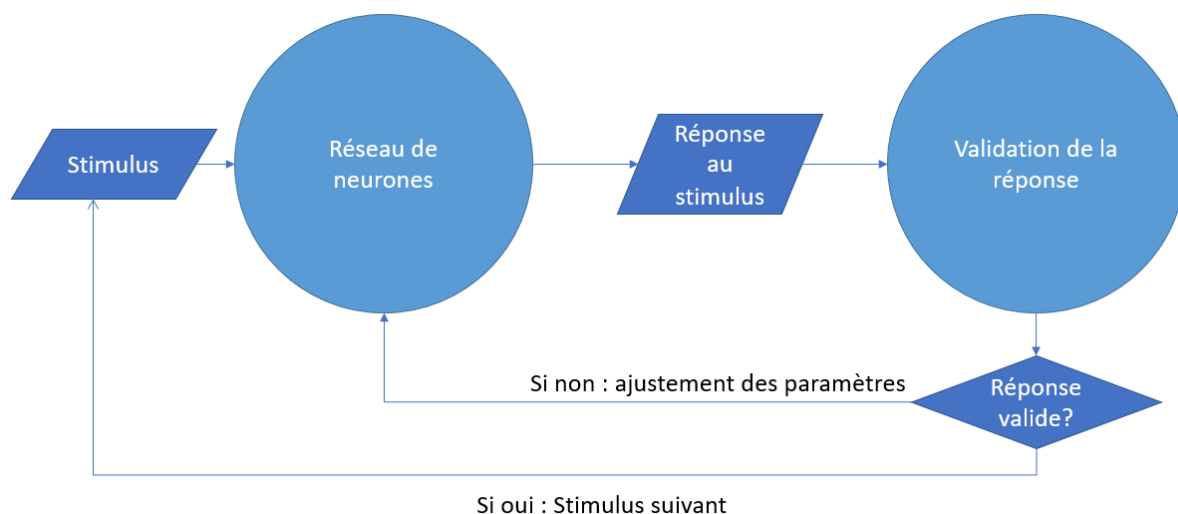 Stimulus
Réseau de
neurones
Réponse
au
stimulus
Validation de la
réponse
Si non : ajustement des paramètres
Réponse
valide?
Si oui : Stimulus suivant